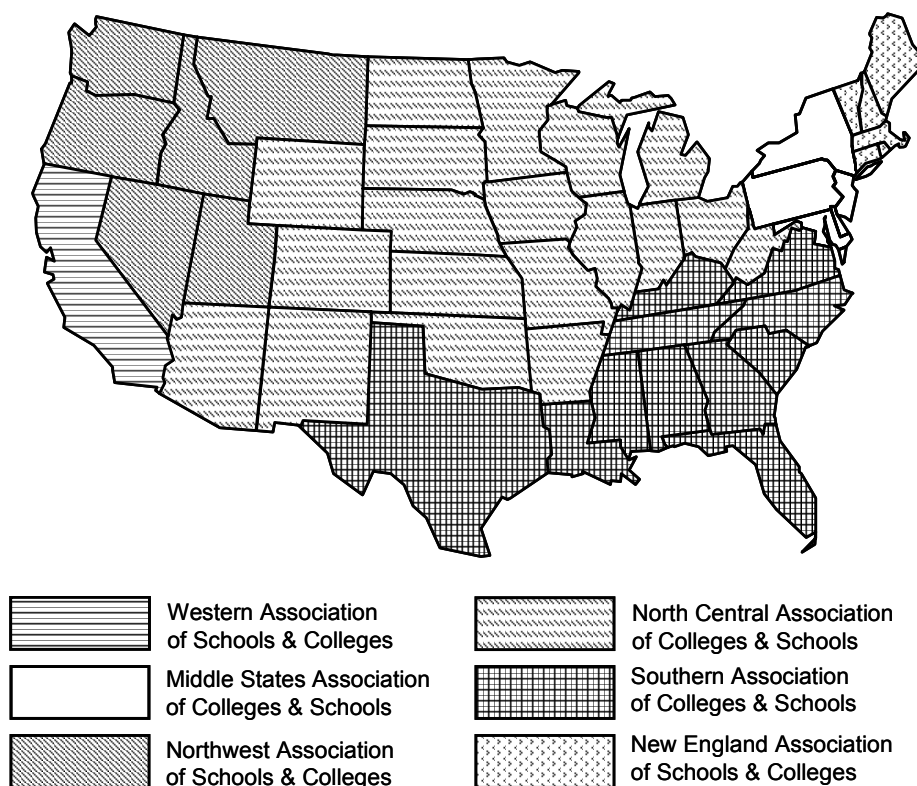 Western Association
of Schools & Colleges
North Central Association
of Colleges & Schools
Middle States Association
of Colleges & Schools
Southern Association
of Colleges & Schools
Northwest Association
of Schools & Colleges
New England Association
of Schools & Colleges